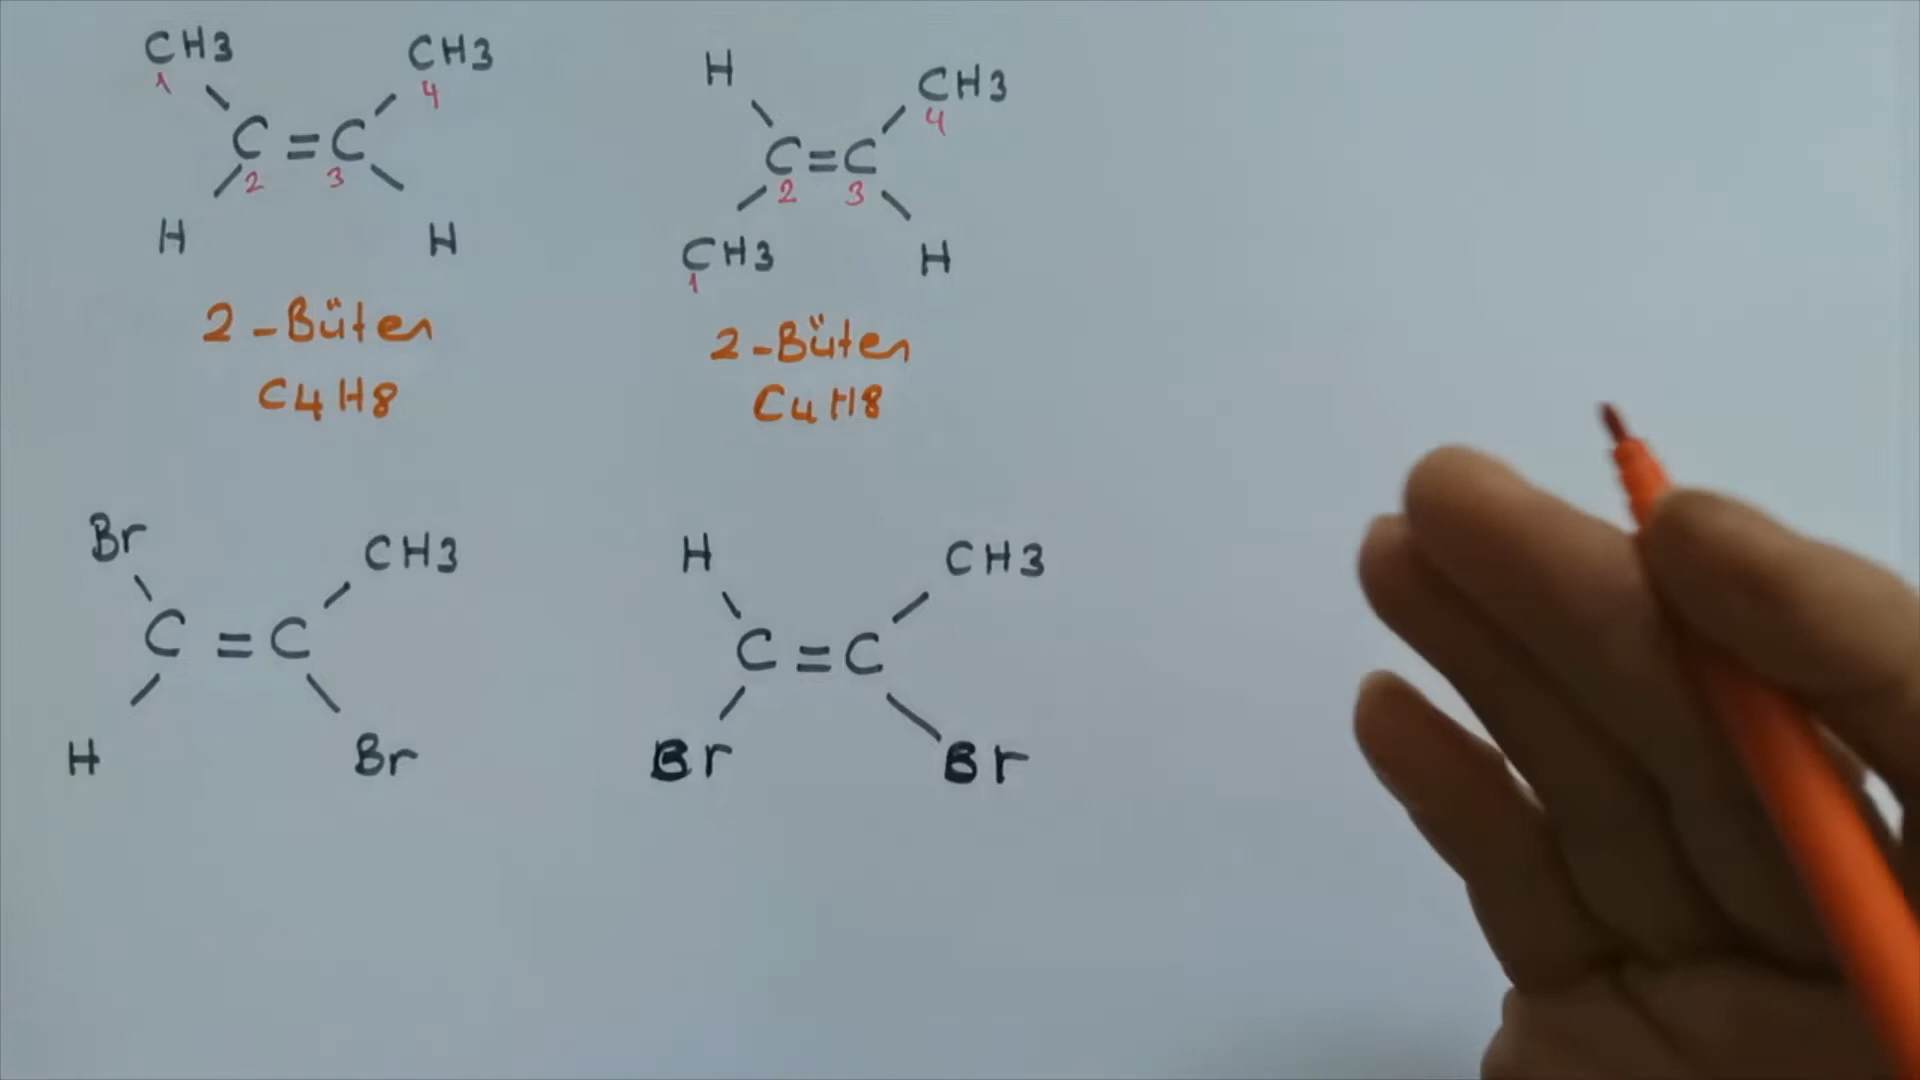 CH3 CH3
1 4
C = C
2 3
H H
2-Büten
C4H8
H CH3
4
C = C
2 3
CH3 H
1
2-Büten
C4H8
Br CH3
C = C
H Br
H CH3
C = C
Br Br